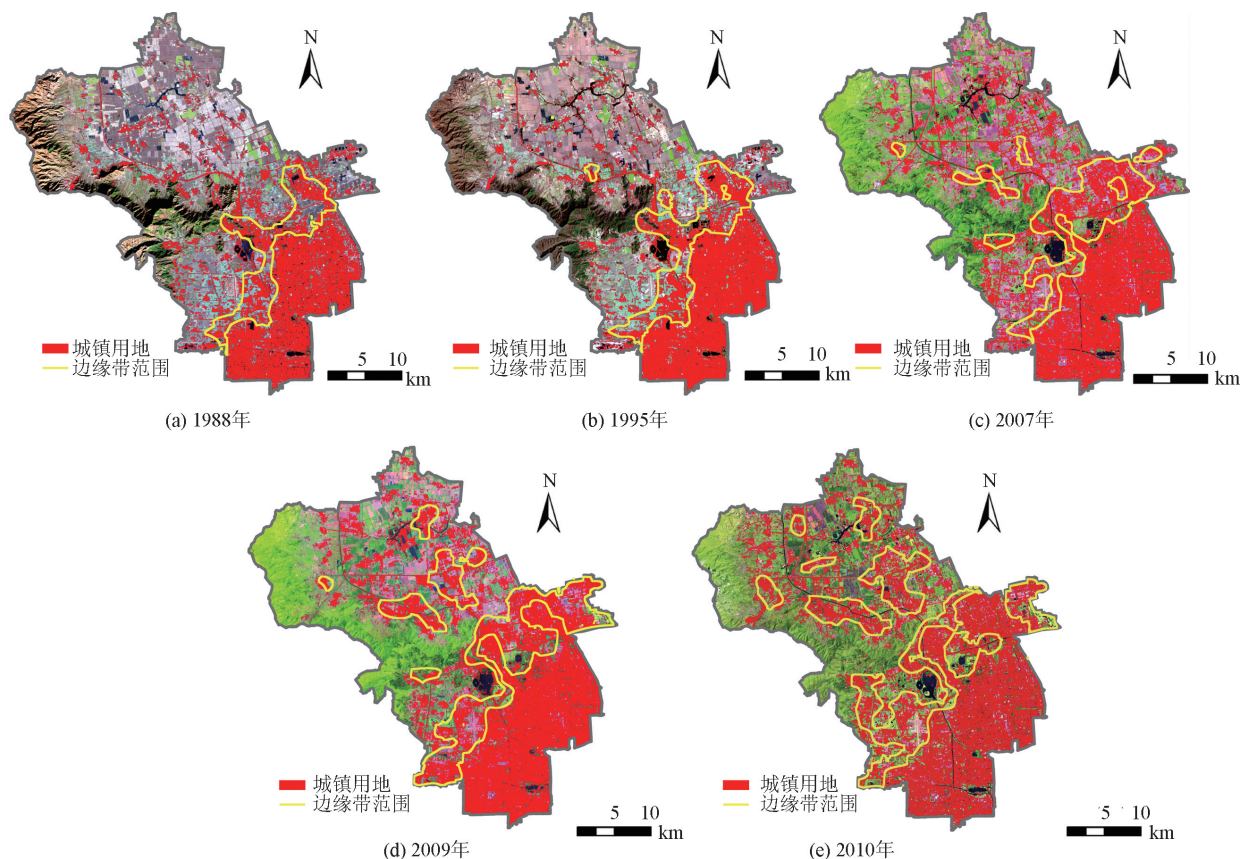 N
城镇用地
边缘带范围
5 10
km
(a) 1988年
N
城镇用地
边缘带范围
5 10
km
(b) 1995年
N
城镇用地
边缘带范围
5 10
km
(c) 2007年
N
城镇用地
边缘带范围
5 10
km
(d) 2009年
N
城镇用地
边缘带范围
5 10
km
(e) 2010年